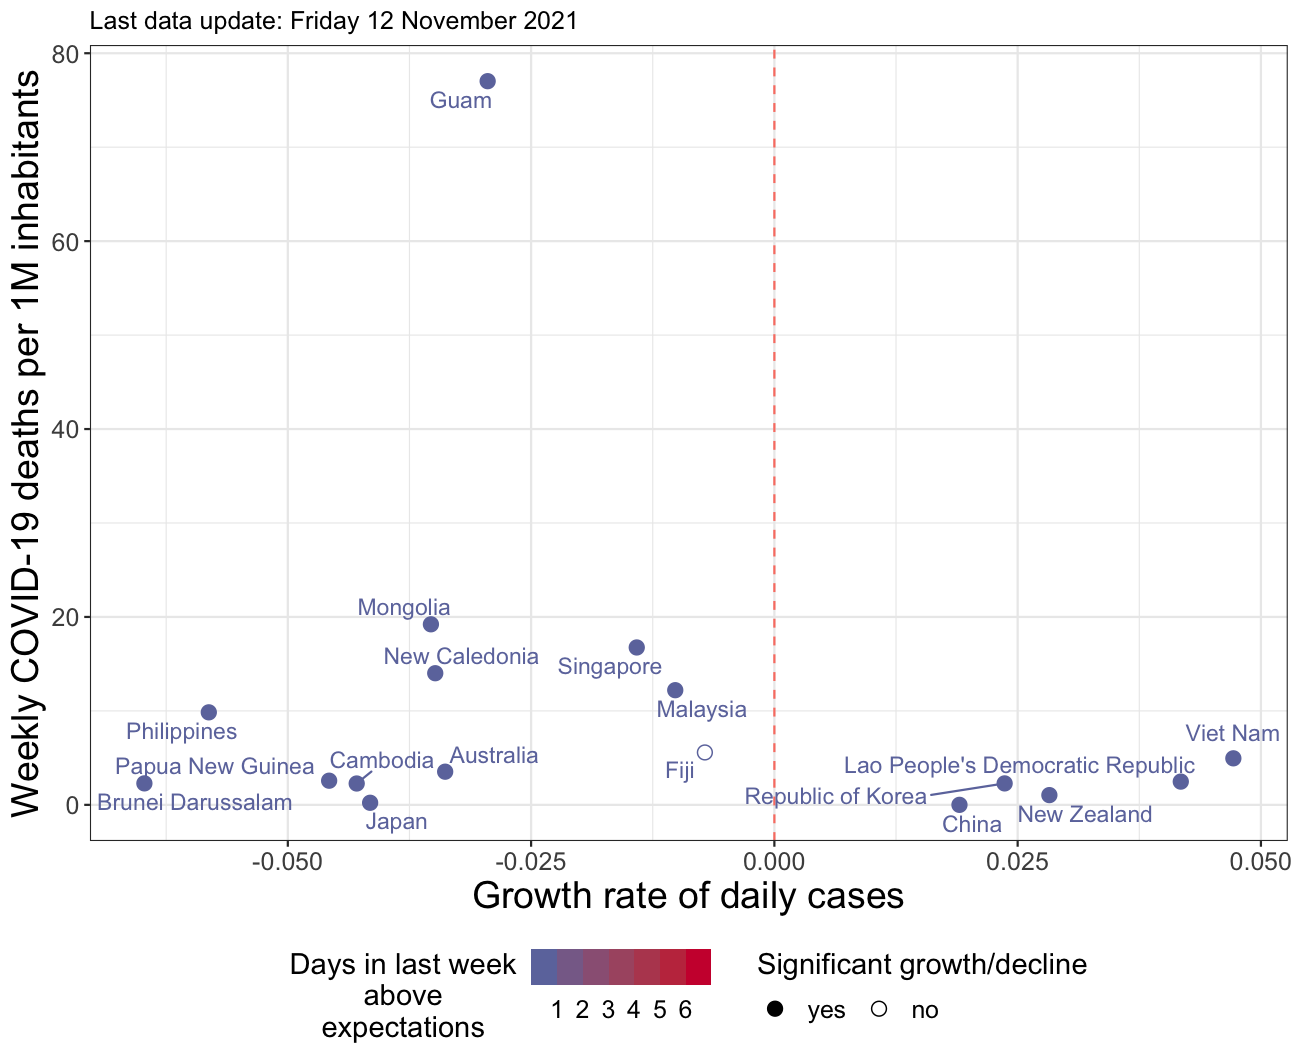 Last data update: Friday 12 November 2021
Weekly COVID-19 deaths per 1M inhabitants
80
60
40
20
0
Guam
Mongolia
New Caledonia
Singapore
Malaysia
Philippines
Viet Nam
Fiji
Australia
Cambodia
Papua New Guinea
Lao People's Democratic Republic
Republic of Korea
Brunei Darussalam
Japan
China
New Zealand
-0.050
-0.025
0.000
0.025
0.050
Growth rate of daily cases
Days in last week
above
expectations
1 2 3 4 5 6
Significant growth/decline
yes
no